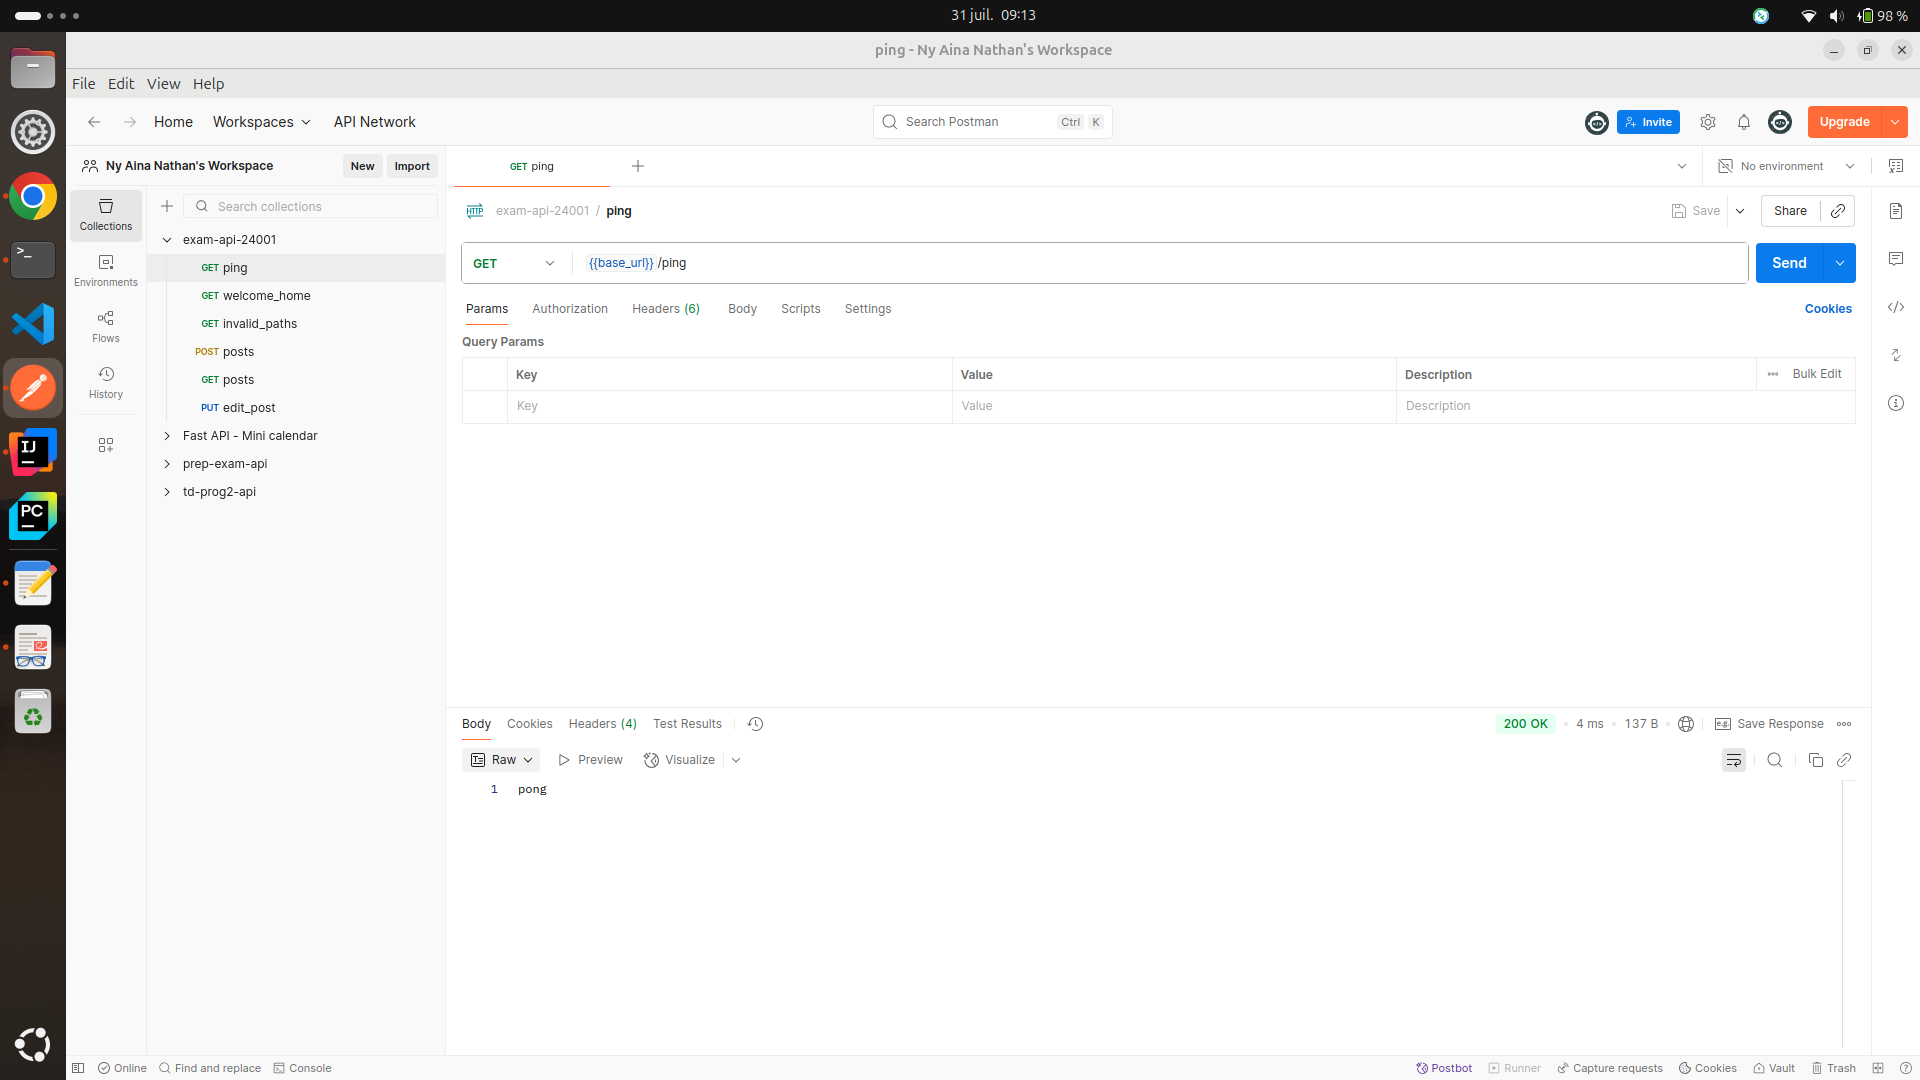 31 juil. 09:13
98 %
ping - Ny Aina Nathan's Workspace
File Edit View Help
Home Workspaces API Network
Search Postman Ctrl K
Invite
Upgrade
Ny Aina Nathan's Workspace New Import
GET ping
No environment
Collections
Environments
Flows
History
Search collections
exam-api-24001
GET ping
GET welcome_home
GET invalid_paths
POST posts
GET posts
PUT edit_post
Fast API - Mini calendar
prep-exam-api
td-prog2-api
HTTP exam-api-24001 / ping
Save Share
GET {{base_url}} /ping Send
Params Authorization Headers (6) Body Scripts Settings Cookies
Query Params
Key Value Description Bulk Edit
Key Value Description
Body Cookies Headers (4) Test Results
200 OK 4 ms 137 B e.g. Save Response
Raw Preview Visualize
1 pong
IJ
PC
Online Find and replace Console
Postbot Runner Capture requests Cookies Vault Trash